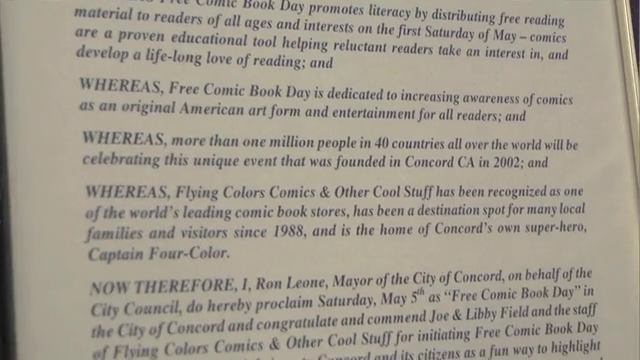 Free Comic Book Day promotes literacy by distributing free reading
material to readers of all ages and interests on the first Saturday of May – comics
are a proven educational tool helping reluctant readers take an interest in, and
develop a life-long love of reading; and
WHEREAS, Free Comic Book Day is dedicated to increasing awareness of comics
as an original American art form and entertainment for all readers; and
WHEREAS, more than one million people in 40 countries all over the world will be
celebrating this unique event that was founded in Concord CA in 2002; and
WHEREAS, Flying Colors Comics & Other Cool Stuff has been recognized as one
of the world's leading comic book stores, has been a destination spot for many local
families and visitors since 1988, and is the home of Concord's own super-hero,
Captain Four-Color.
NOW THEREFORE, I, Ron Leone, Mayor of the City of Concord, on behalf of the
City Council, do hereby proclaim Saturday, May 5th as "Free Comic Book Day" in
the City of Concord and congratulate and commend Joe & Libby Field and the staff
of Flying Colors Comics & Other Cool Stuff for initiating Free Comic Book Day
Concord and its citizens as a fun way to highlight